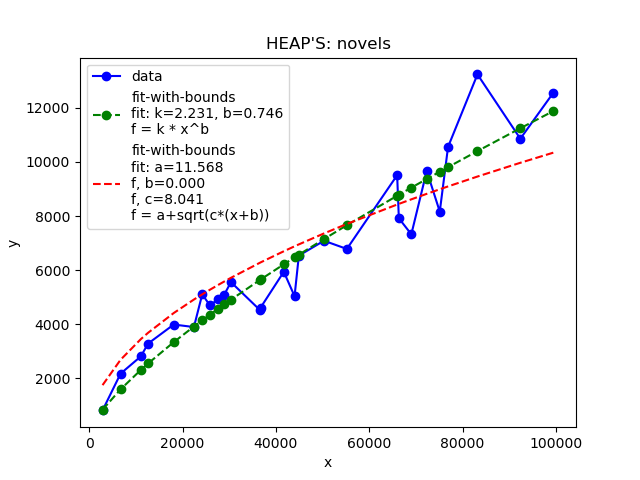 HEAP'S: novels
data
fit-with-bounds
fit: k=2.231, b=0.746
f = k * x^b
fit-with-bounds
fit: a=11.568
f, b=0.000
f, c=8.041
f = a+sqrt(c*(x+b))
y
12000
10000
8000
6000
4000
2000
0 20000 40000 60000 80000 100000
x